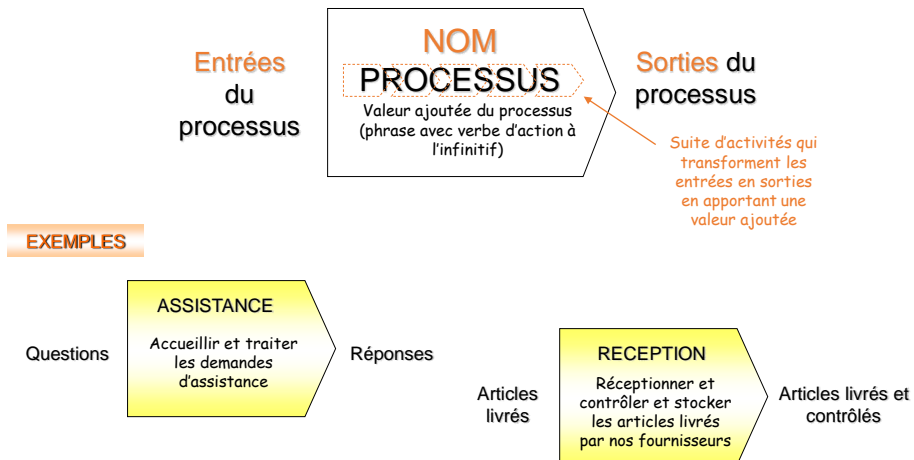 Entrées
du
processus
NOM
PROCESSUS
Valeur ajoutée du processus
(phrase avec verbe d'action à
l'infinitif)
Sorties du
processus
Suite d'activités qui
transforment les
entrées en sorties
en apportant une
valeur ajoutée
EXEMPLES
Questions
ASSISTANCE
Accueillir et traiter
les demandes
d'assistance
Réponses
Articles
livrés
RECEPTION
Réceptionner et
contrôler et stocker
les articles livrés
par nos fournisseurs
Articles livrés et
contrôlés